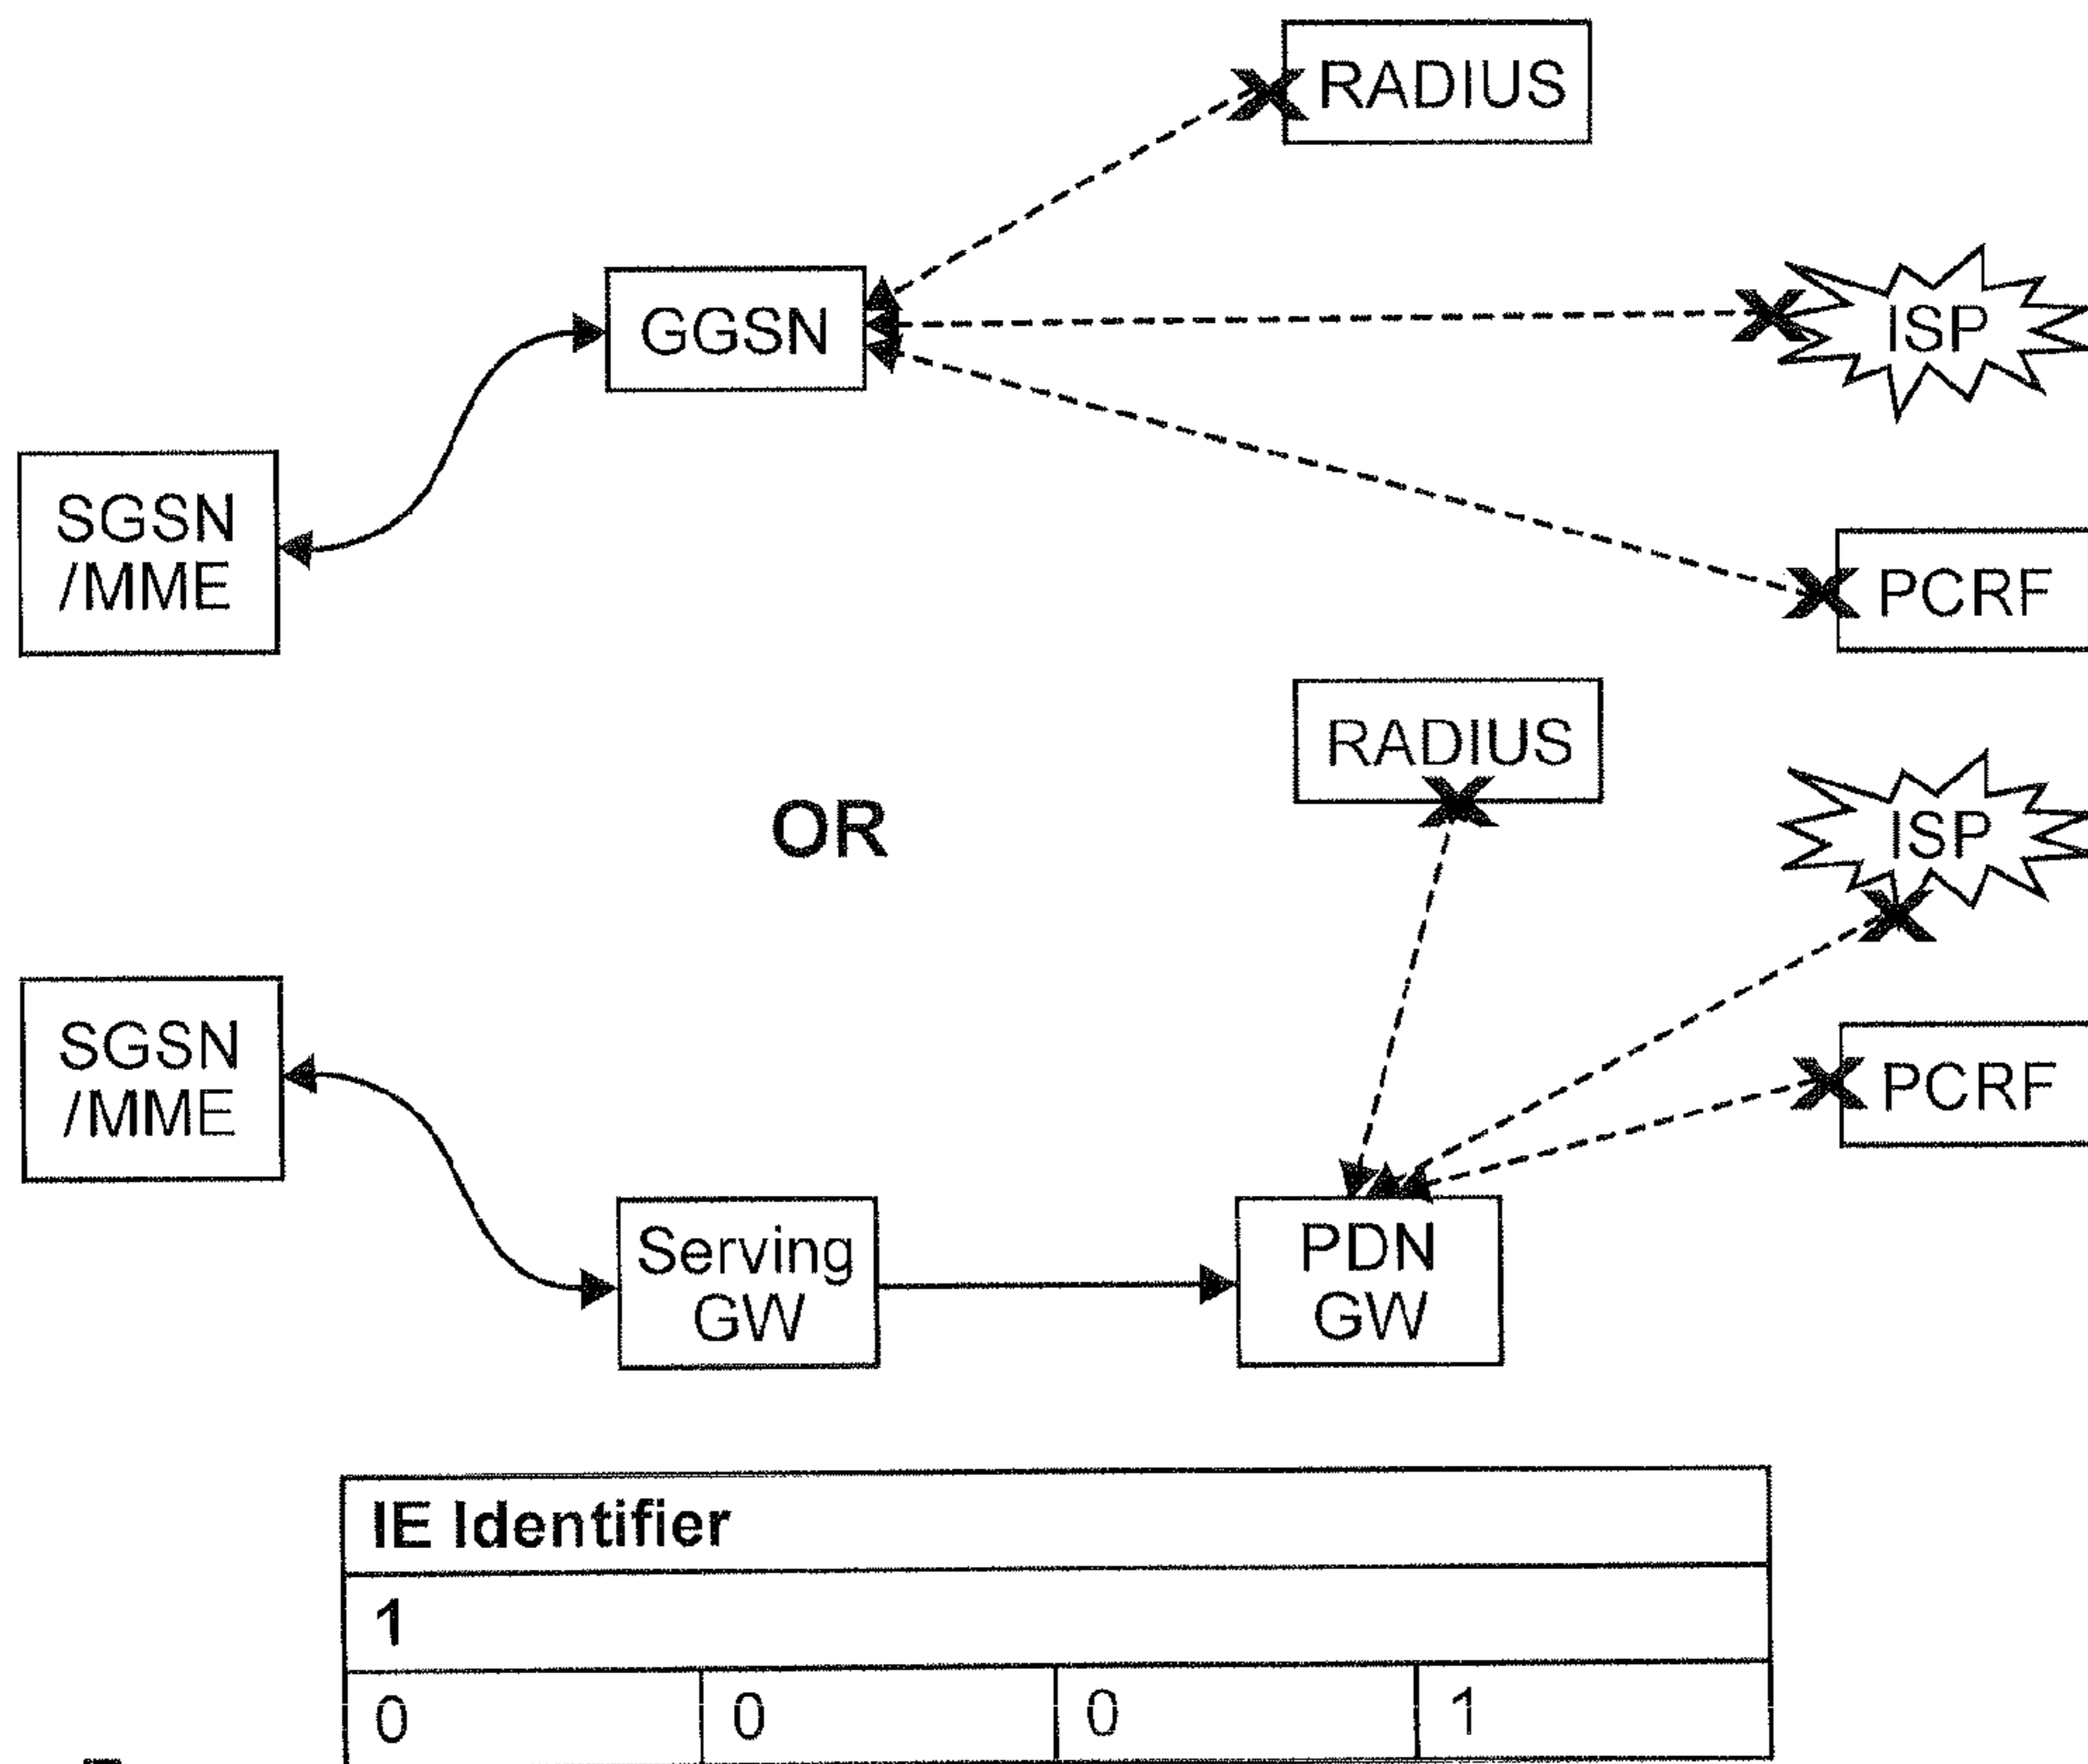 RADIUS
GGSN
ISP
SGSN
/MME
PCRF
RADIUS
OR
ISP
SGSN
/MME
PCRF
Serving
GW
PDN
GW
IE Identifier
1
0 0 0 1